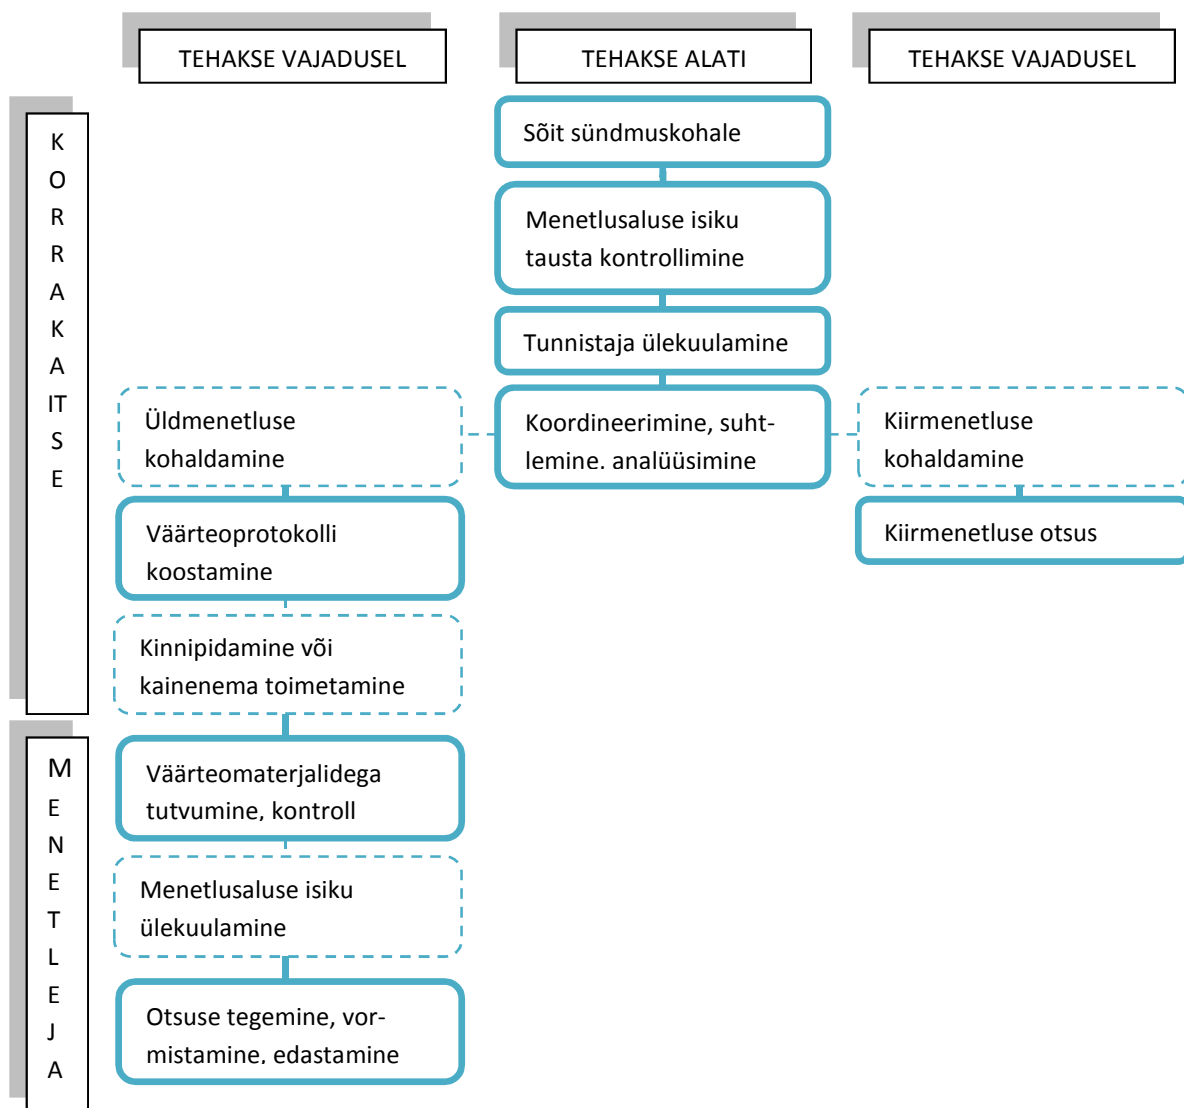 TEHAKSE VAJADUSEL
TEHAKSE ALATI
TEHAKSE VAJADUSEL
K
O
R
R
A
K
A
IT
S
E
Sõit sündmuskohale
Menetlusaluse isiku
tausta kontrollimine
Tunnistaja ülekuulamine
Üldmenetluse
kohaldamine
Koordineerimine, suht-
lemine, analüüsimine
Kiirmenetluse
kohaldamine
Väärteoprotokolli
koostamine
Kiirmenetluse otsus
Kinnipidamine või
kainenema toimetamine
M
E
N
E
T
L
E
J
A
Väärteomaterjalidega
tutvumine, kontroll
Menetlusaluse isiku
ülekuulamine
Otsuse tegemine, vor-
mistamine, edastamine